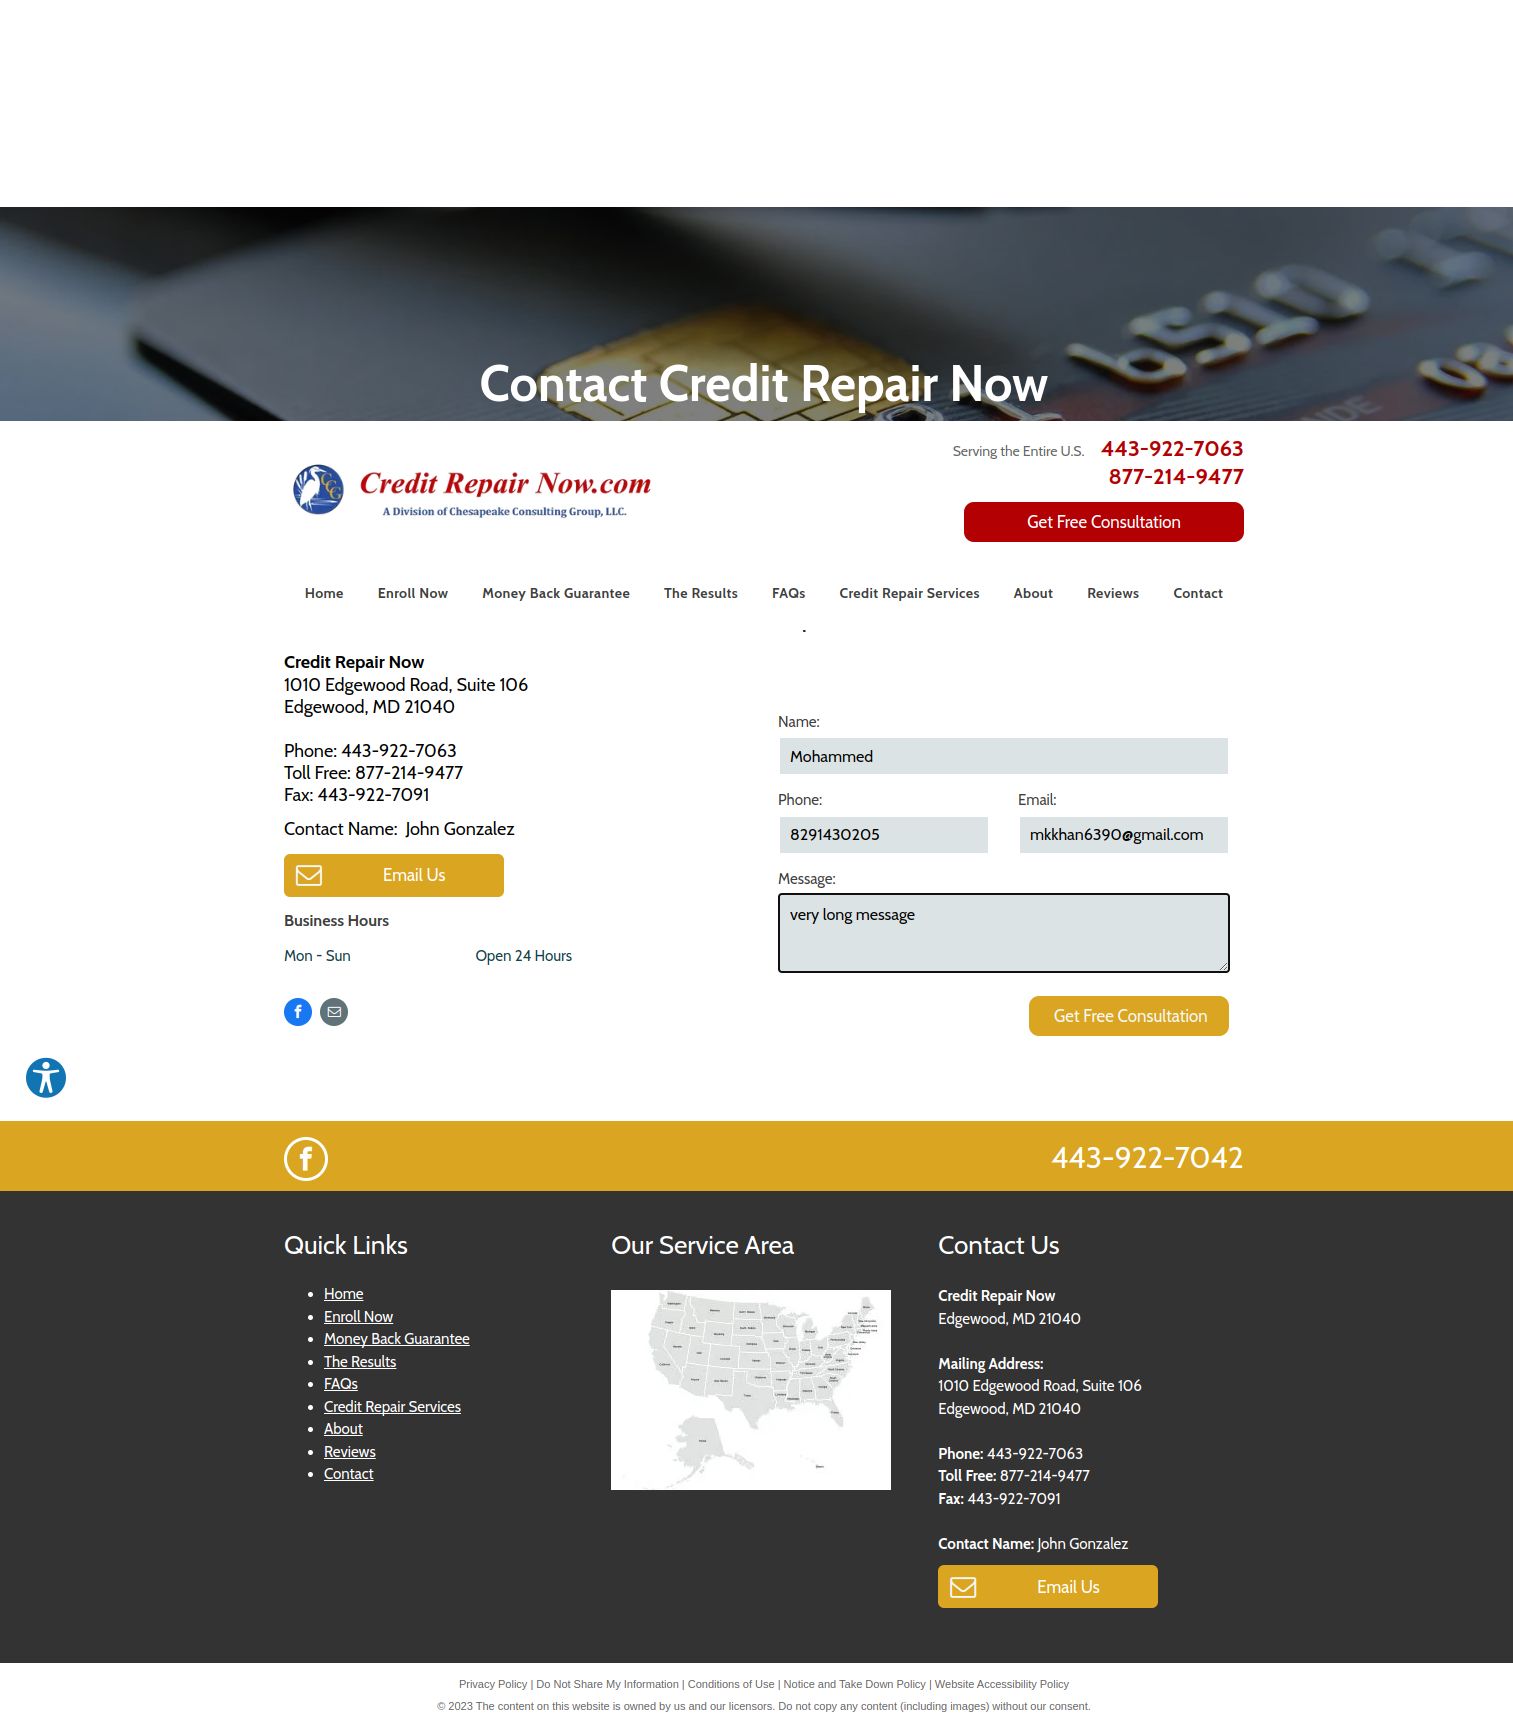 6510
Contact Credit Repair Now
Serving the Entire U.S. 443-922-7063
877-214-9477
CCG
Credit Repair Now.com
A Division of Chesapeake Consulting Group, LLC.
Get Free Consultation
Home Enroll Now Money Back Guarantee The Results FAQs Credit Repair Services About Reviews Contact
.
Credit Repair Now
1010 Edgewood Road, Suite 106
Edgewood, MD 21040
Phone: 443-922-7063
Toll Free: 877-214-9477
Fax: 443-922-7091
Contact Name: John Gonzalez
Email Us
Business Hours
Mon - Sun Open 24 Hours
Name:
Mohammed
Phone: Email:
8291430205 mkkhan6390@gmail.com
Message:
very long message
Get Free Consultation
443-922-7042
Quick Links
Home
Enroll Now
Money Back Guarantee
The Results
FAQs
Credit Repair Services
About
Reviews
Contact
Our Service Area
Contact Us
Credit Repair Now
Edgewood, MD 21040
Mailing Address:
1010 Edgewood Road, Suite 106
Edgewood, MD 21040
Phone: 443-922-7063
Toll Free: 877-214-9477
Fax: 443-922-7091
Contact Name: John Gonzalez
Email Us
Privacy Policy | Do Not Share My Information | Conditions of Use | Notice and Take Down Policy | Website Accessibility Policy
© 2023 The content on this website is owned by us and our licensors. Do not copy any content (including images) without our consent.